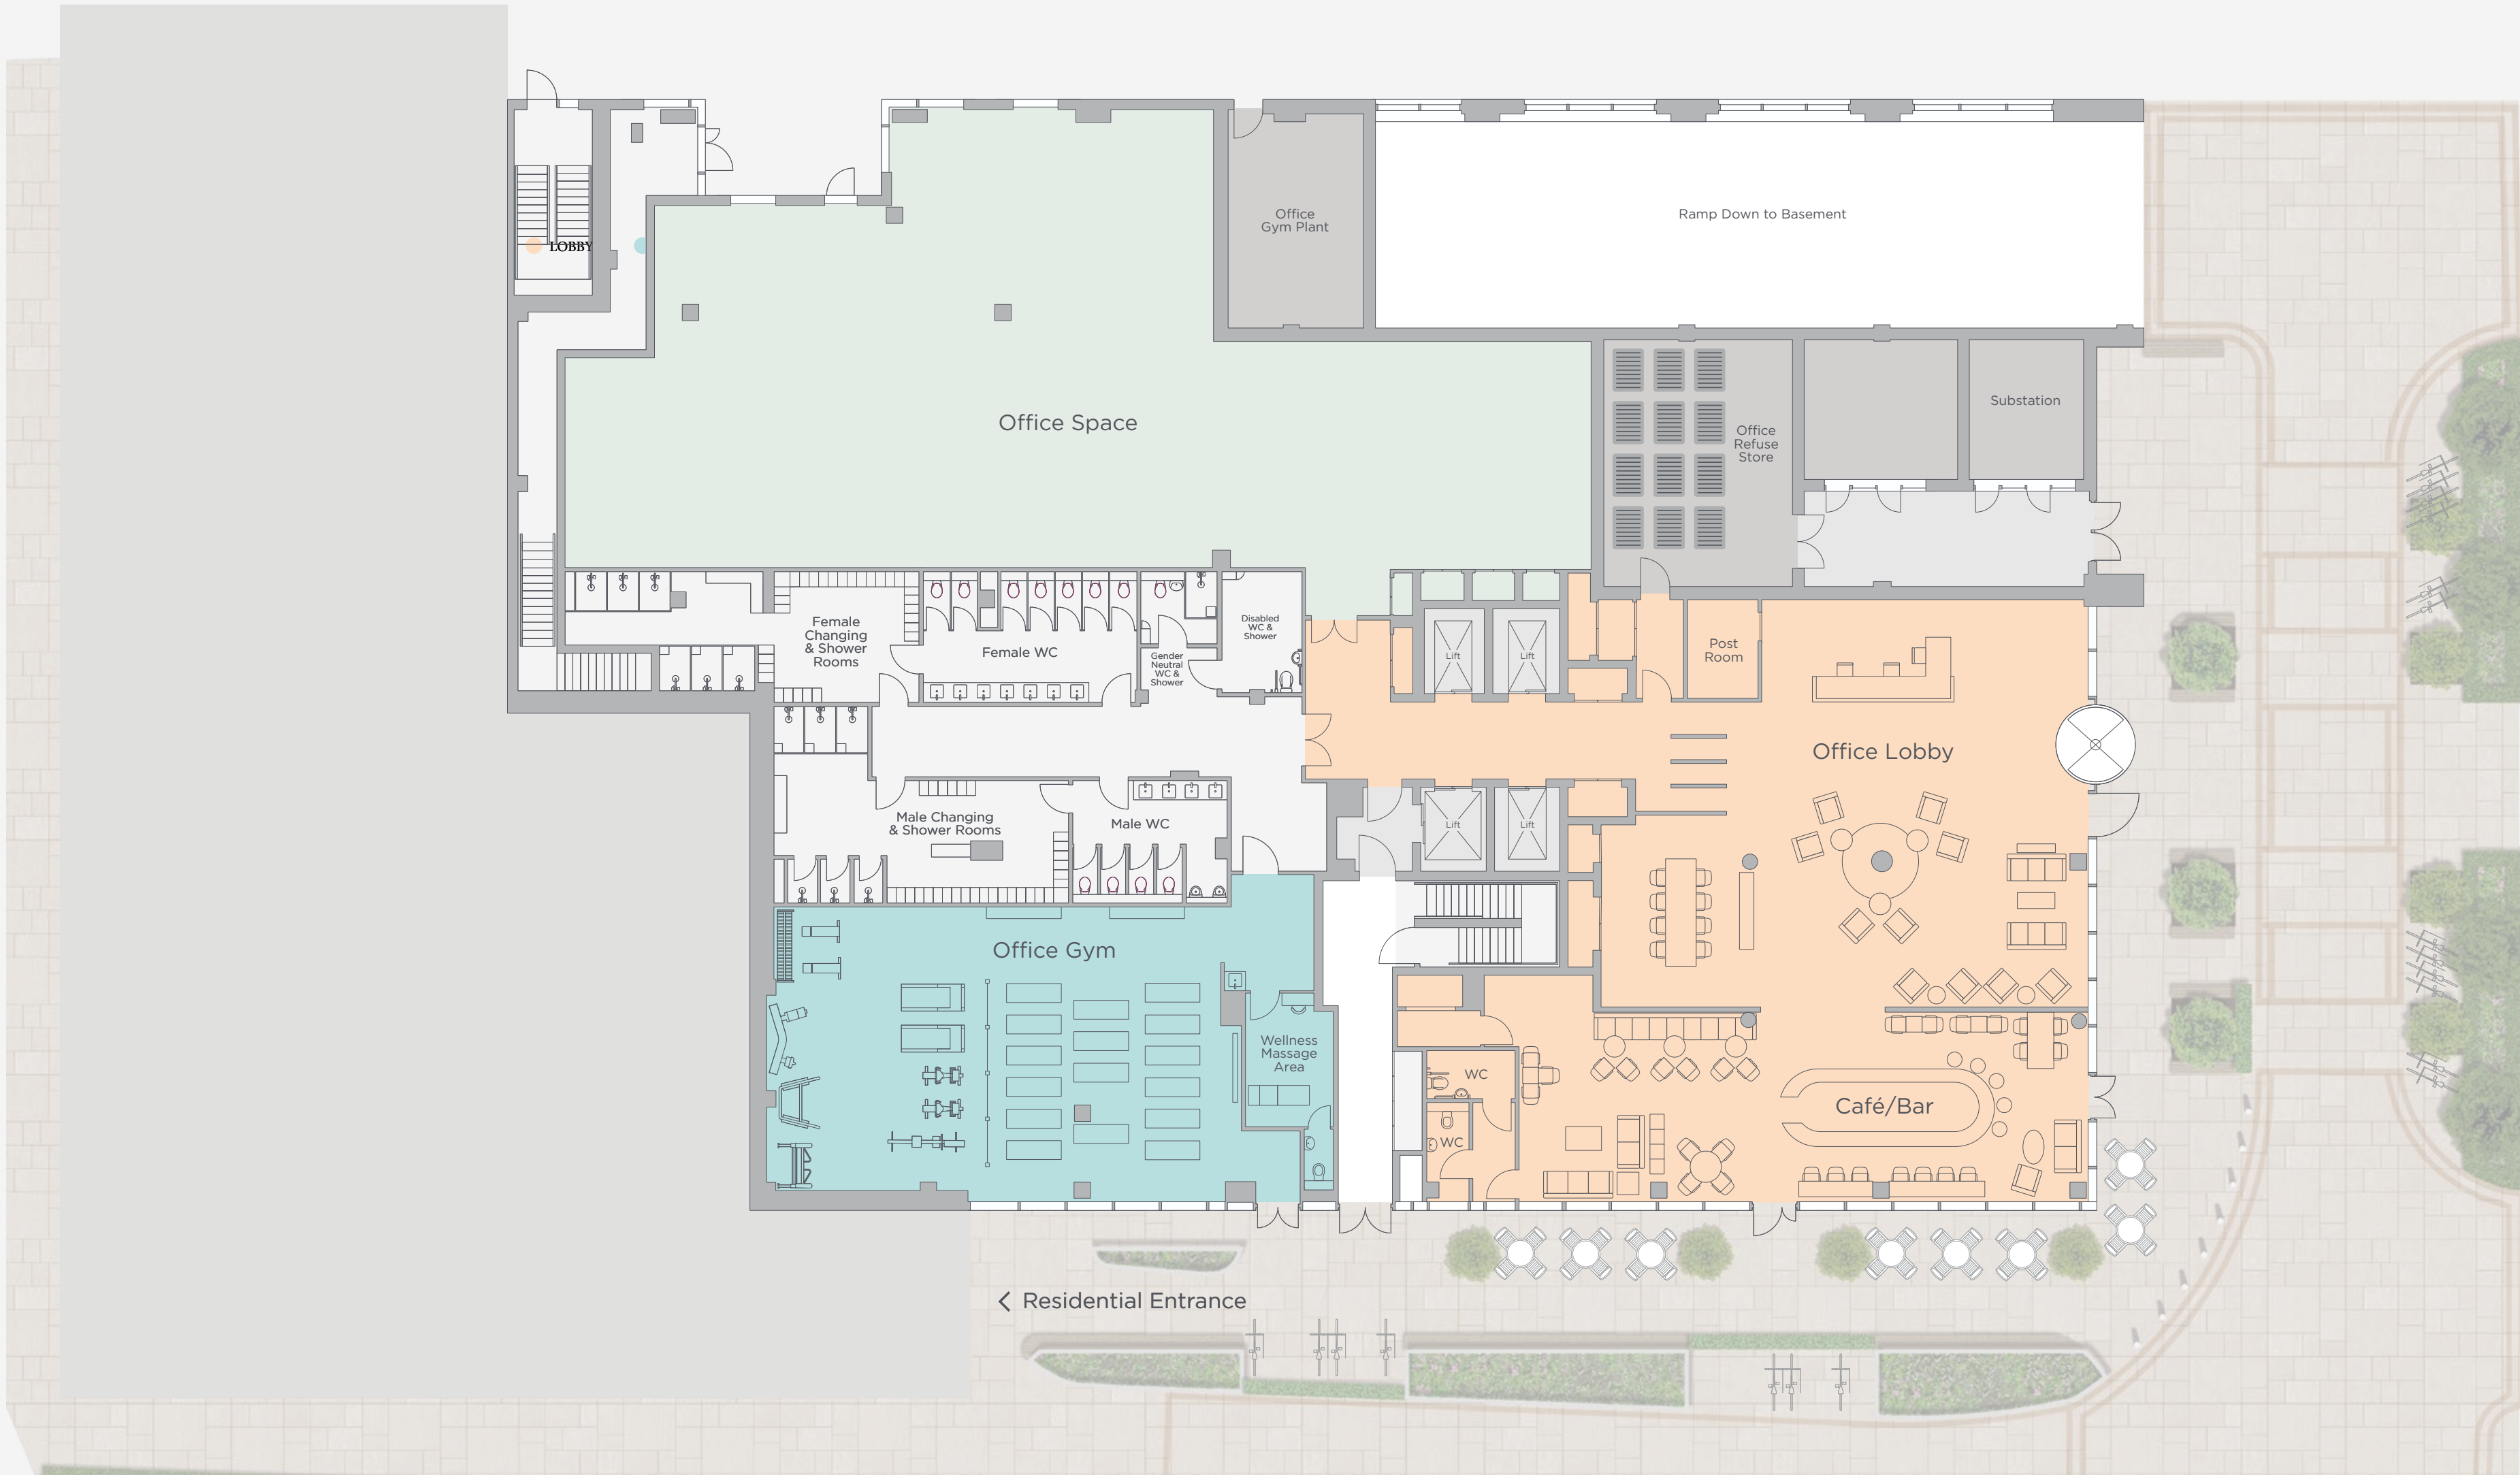 Office
Gym Plant
Ramp Down to Basement
LOBBY
Office Space
Substation
Office
Refuse
Store
Female
Changing
& Shower
Rooms
Female WC
Gender
Neutral
WC &
Shower
Disabled
WC &
Shower
Lift
Lift
Post
Room
Office Lobby
Male Changing
& Shower Rooms
Male WC
Lift
Lift
Office Gym
Wellness
Massage
Area
WC
WC
Café/Bar
< Residential Entrance